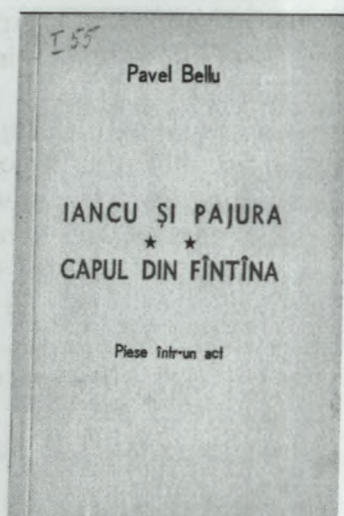 I 55
Pavel Bellu
IANCU ȘI PAJURA
★ ★
CAPUL DIN FÎNTÎNA
Piese într-un act